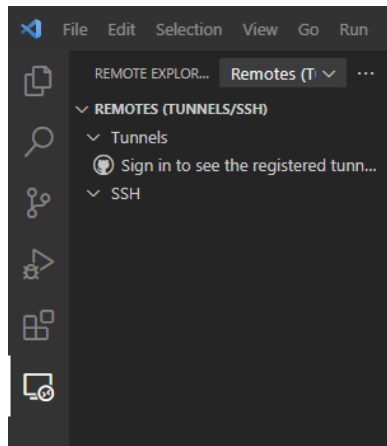 File Edit Selection View Go Run
REMOTE EXPLOR... Remotes (T
REMOTES (TUNNELS/SSH)
Tunnels
Sign in to see the registered tunn...
SSH